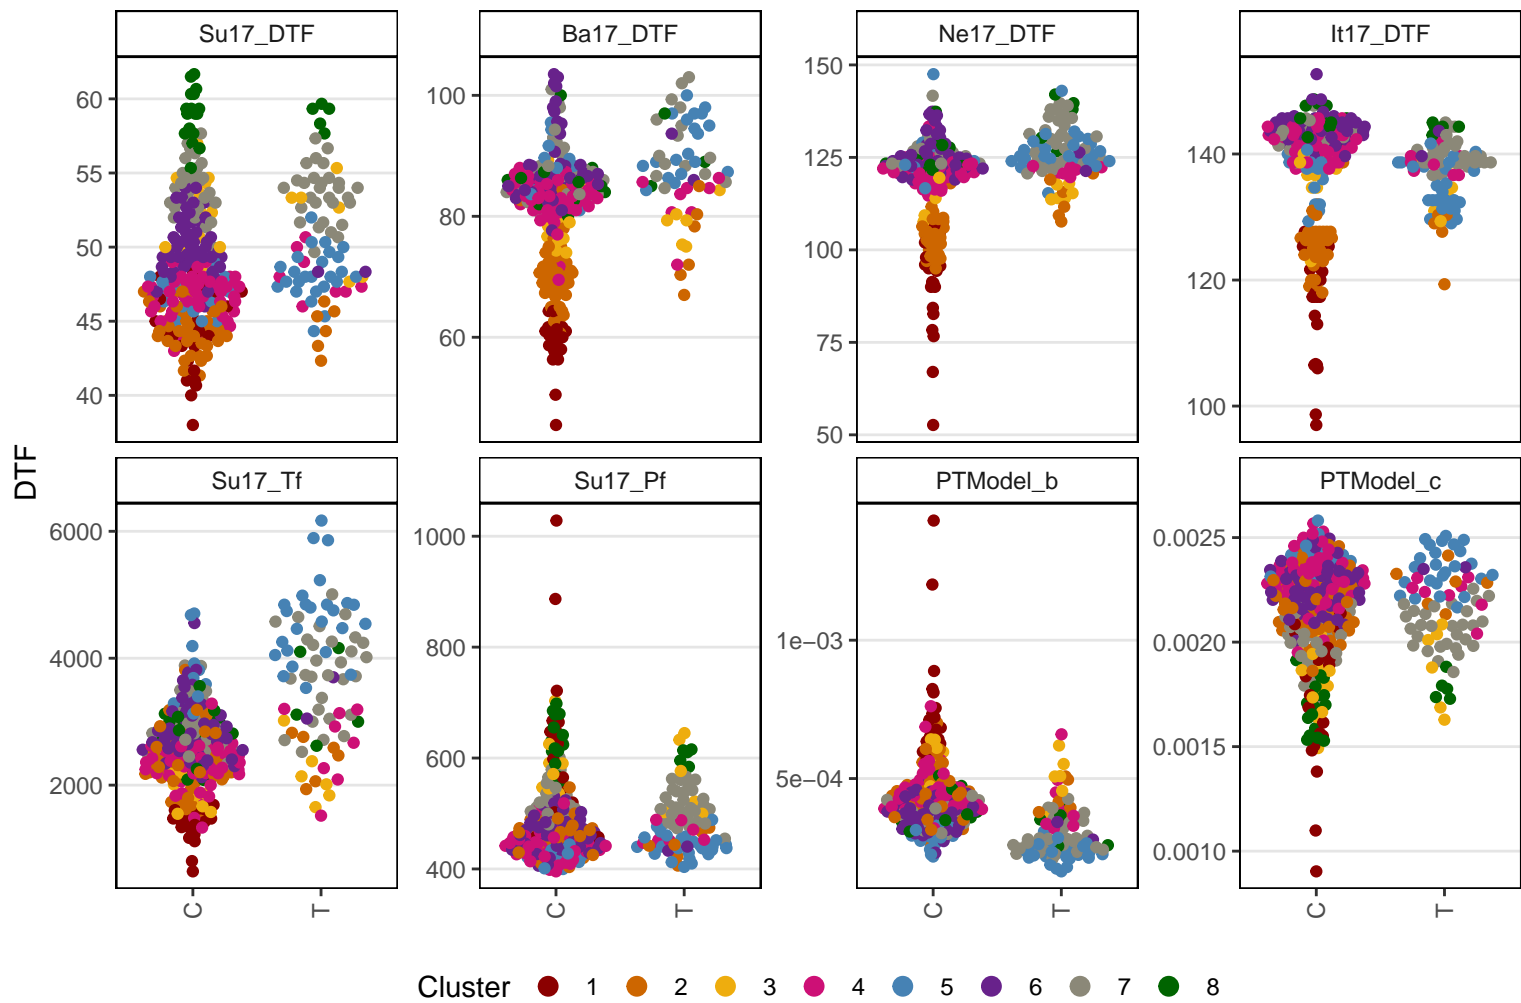 Su17_DTF
Ba17_DTF
Ne17_DTF
It17_DTF
60
55
50
45
40
100
80
60
150
125
100
75
50
140
120
100
DTF
Su17_Tf
Su17_Pf
PTModel_b
PTModel_c
6000
4000
2000
1000
800
600
400
1e−03
5e−04
0.0025
0.0020
0.0015
0.0010
C T
C T
C T
C T
Cluster 1 2 3 4 5 6 7 8